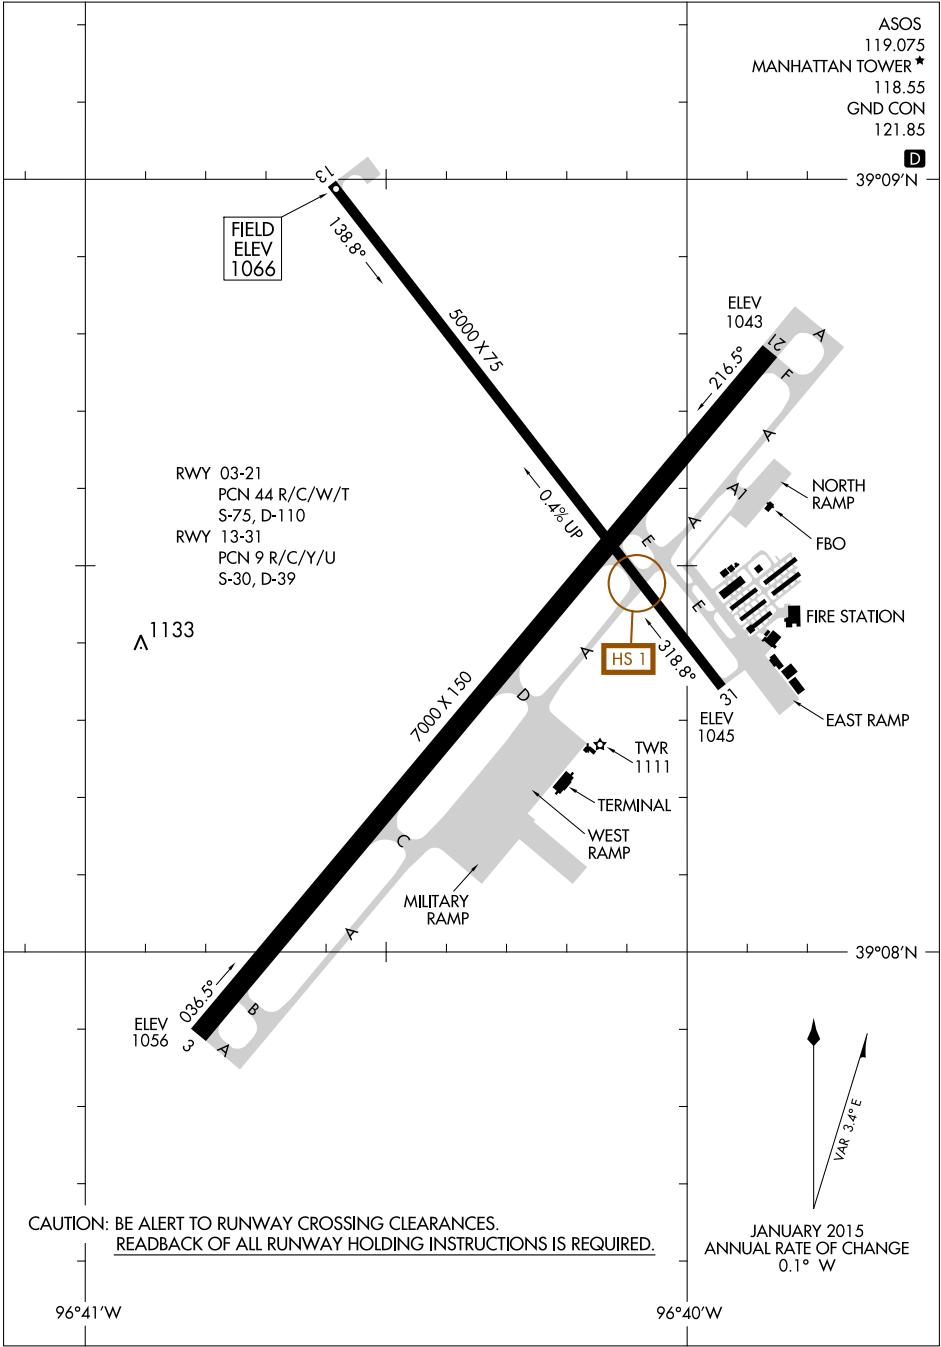 ASOS
119.075
MANHATTAN TOWER★
118.55
GND CON
121.85
D
39°09'N
13
FIELD
ELEV
1066
138.8°
5000 X 75
ELEV
1043
21
A
216.5°
F
A
RWY 03-21
PCN 44 R/C/W/T
S-75, D-110
RWY 13-31
PCN 9 R/C/Y/U
S-30, D-39
0.4% UP
A1
NORTH
RAMP
A
E
FBO
E
FIRE STATION
1133
HS 1
A
318.8°
31
ELEV
1045
EAST RAMP
7000 X 150
D
TWR
1111
TERMINAL
WEST
RAMP
C
MILITARY
RAMP
A
39°08'N
036.5°
B
ELEV
1056
3
A
VAR 3.4° E
CAUTION: BE ALERT TO RUNWAY CROSSING CLEARANCES.
READBACK OF ALL RUNWAY HOLDING INSTRUCTIONS IS REQUIRED.
JANUARY 2015
ANNUAL RATE OF CHANGE
0.1° W
96°41'W
96°40'W